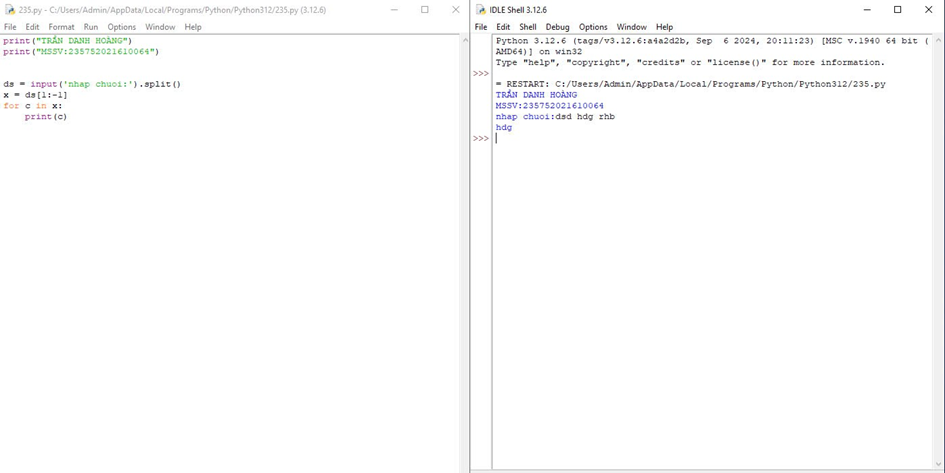 235.py - C:/Users/Admin/AppData/Local/Programs/Python/Python312/235.py (3.12.6)
File Edit Format Run Options Window Help
print("TRẦN DANH HOÀNG")
print("MSSV:235752021610064")
ds = input('nhap chuoi:').split()
x = ds[1:-1]
for c in x:
    print(c)
IDLE Shell 3.12.6
File Edit Shell Debug Options Window Help
Python 3.12.6 (tags/v3.12.6:a4a2d2b, Sep  6 2024, 20:11:23) [MSC v.1940 64 bit (
AMD64)] on win32
Type "help", "copyright", "credits" or "license()" for more information.
>>>
= RESTART: C:/Users/Admin/AppData/Local/Programs/Python/Python312/235.py
TRẦN DANH HOÀNG
MSSV:235752021610064
nhap chuoi:dsd hdg rhb
hdg
>>>